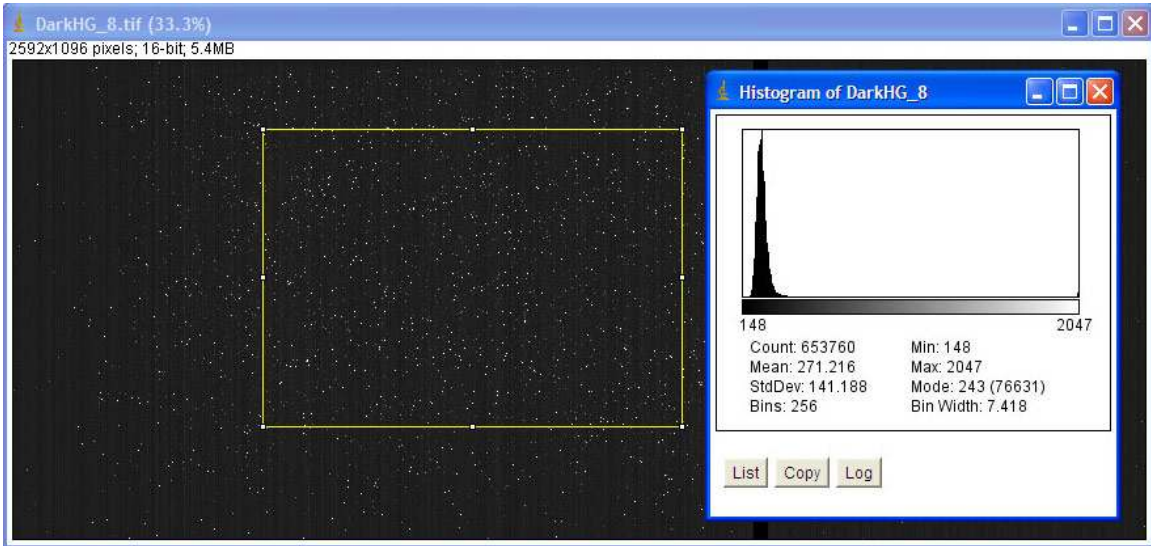 DarkHG_8.tif (33.3%)
2592x1096 pixels; 16-bit; 5.4MB
Histogram of DarkHG_8
148 2047
Count: 653760 Min: 148
Mean: 271.216 Max: 2047
StdDev: 141.188 Mode: 243 (76631)
Bins: 256 Bin Width: 7.418
List Copy Log